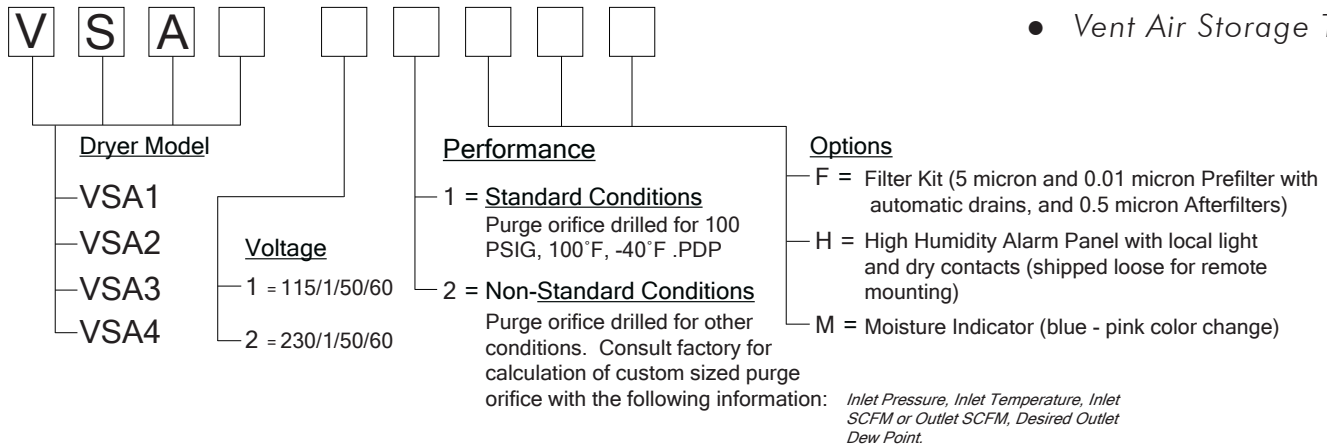 V S A
● Vent Air Storage
Dryer Model
VSA1
VSA2
VSA3
VSA4
Voltage
1 = 115/1/50/60
2 = 230/1/50/60
Performance
1 = Standard Conditions
Purge orifice drilled for 100
PSIG, 100˚F, -40˚F .PDP
2 = Non-Standard Conditions
Purge orifice drilled for other
conditions. Consult factory for
calculation of custom sized purge
orifice with the following information:
Inlet Pressure, Inlet Temperature, Inlet
SCFM or Outlet SCFM, Desired Outlet
Dew Point.
Options
F = Filter Kit (5 micron and 0.01 micron Prefilter with
automatic drains, and 0.5 micron Afterfilters)
H = High Humidity Alarm Panel with local light
and dry contacts (shipped loose for remote
mounting)
M = Moisture Indicator (blue - pink color change)